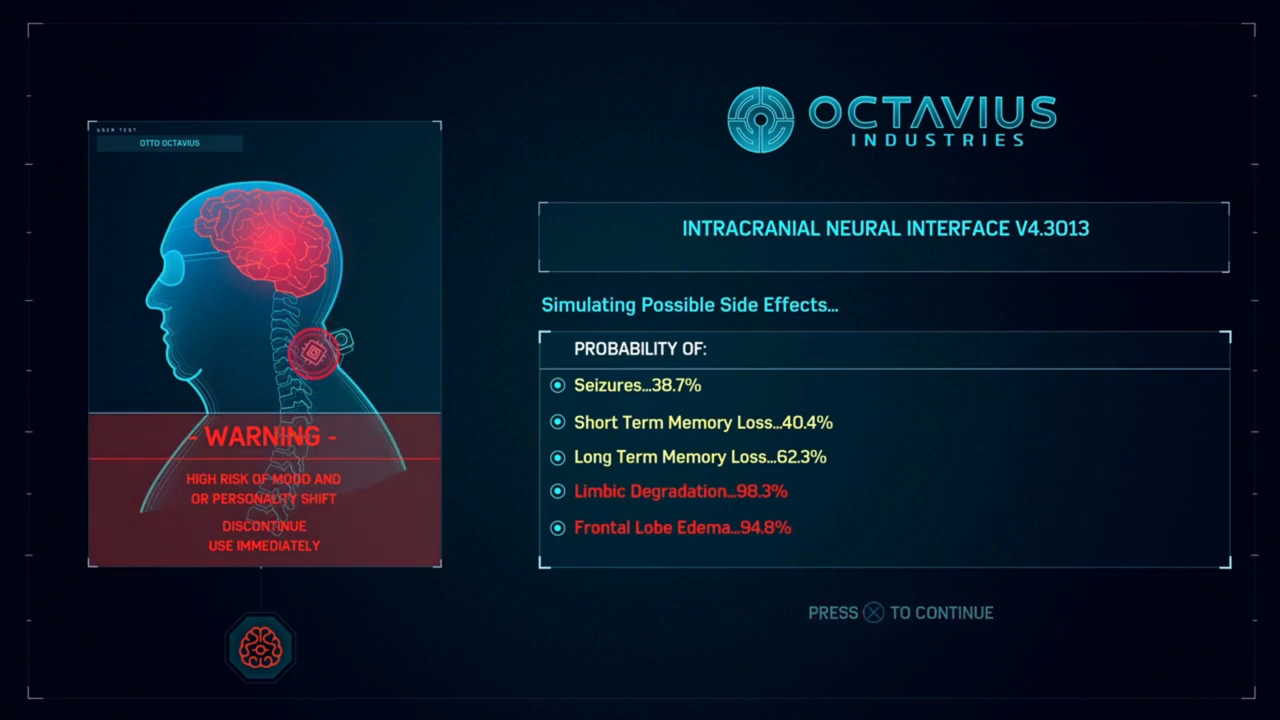 USER TEST
OTTO OCTAVIUS
- WARNING -
HIGH RISK OF MOOD AND
OR PERSONALITY SHIFT
DISCONTINUE
USE IMMEDIATELY
OCTAVIUS
INDUSTRIES
INTRACRANIAL NEURAL INTERFACE V4.3013
Simulating Possible Side Effects...
PROBABILITY OF:
Seizures...38.7%
Short Term Memory Loss...40.4%
Long Term Memory Loss...62.3%
Limbic Degradation...98.3%
Frontal Lobe Edema...94.8%
PRESS TO CONTINUE